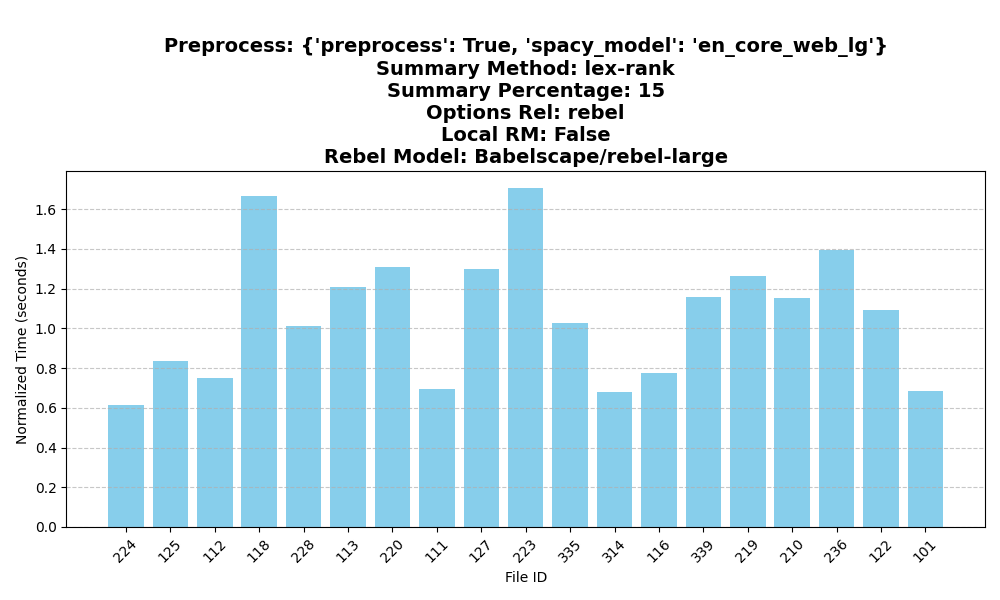 Preprocess: {'preprocess': True, 'spacy_model': 'en_core_web_lg'}
Summary Method: lex-rank
Summary Percentage: 15
Options Rel: rebel
Local RM: False
Rebel Model: Babelscape/rebel-large
Normalized Time (seconds)
1.6
1.4
1.2
1.0
0.8
0.6
0.4
0.2
0.0
224 125 112 118 228 113 220 111 127 223 335 314 116 339 219 210 236 122 101
File ID